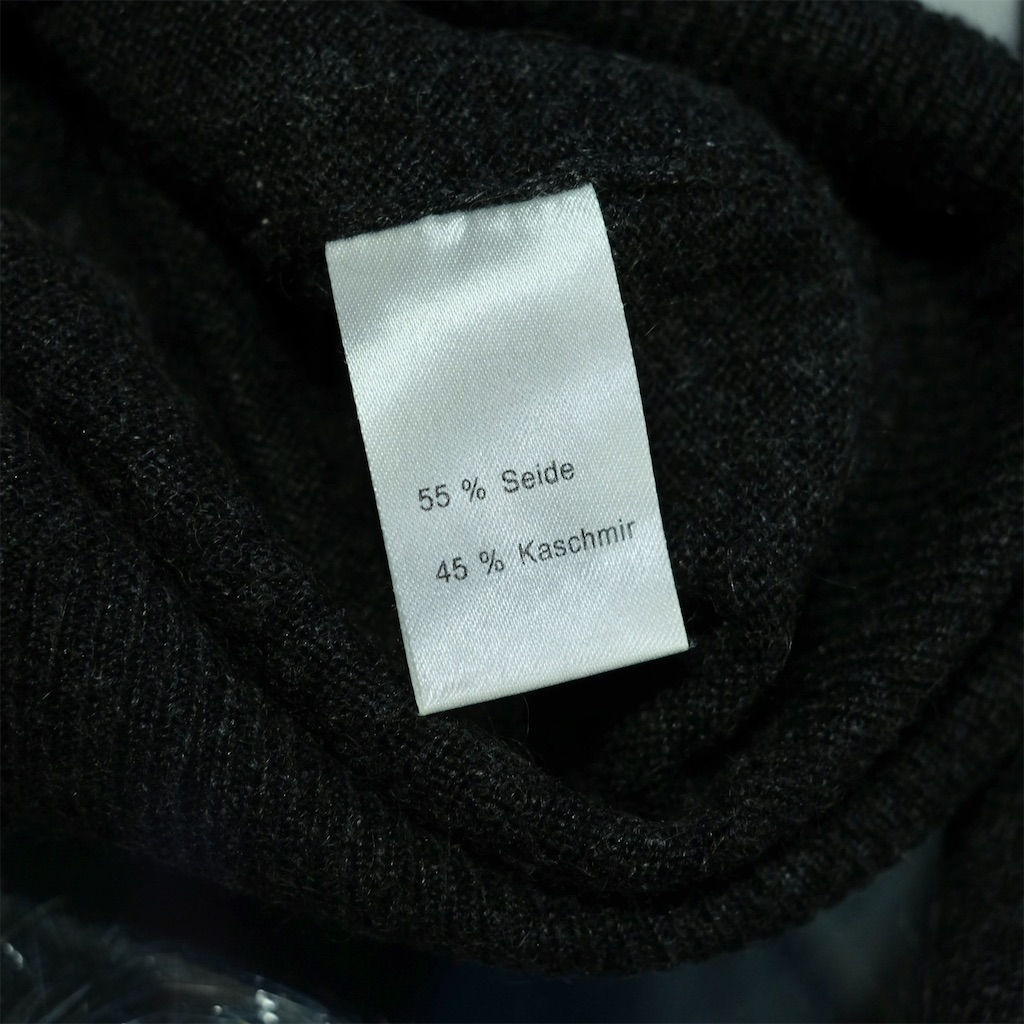 55 % Seide
45 % Kaschmir